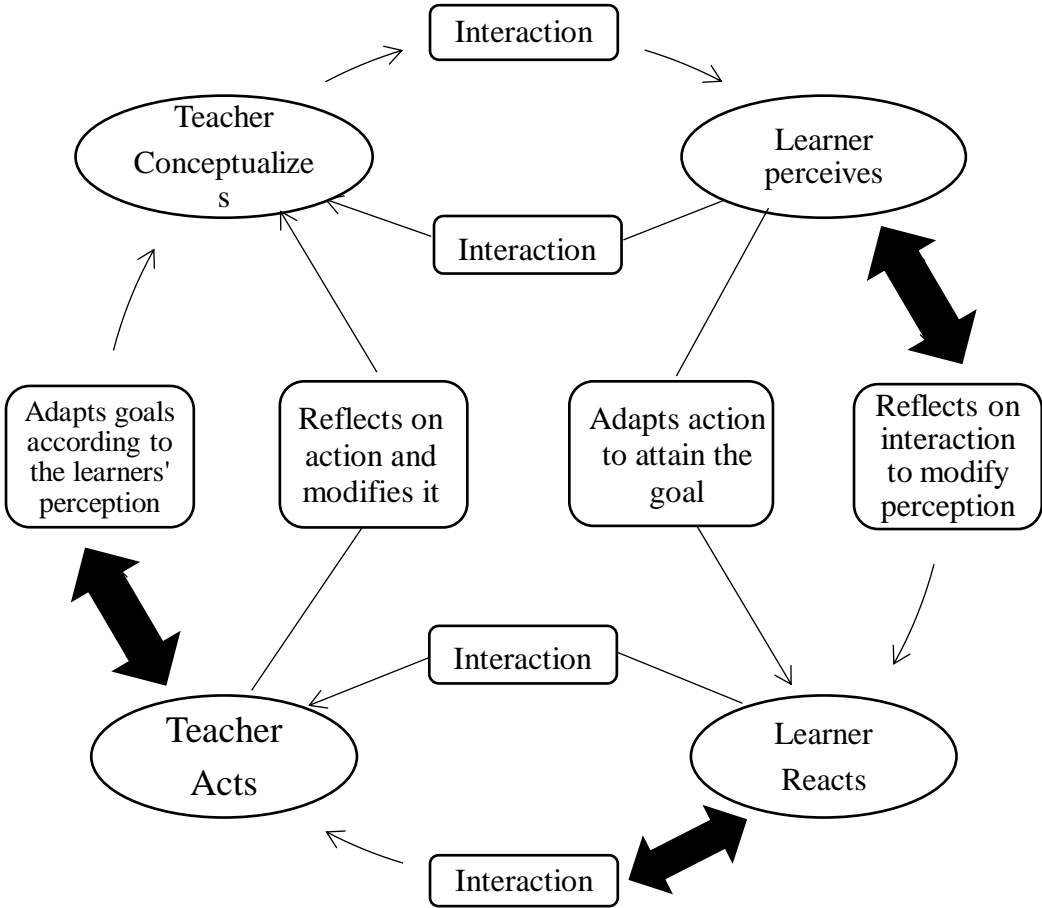 Interaction
Teacher
Conceptualize
s
Learner
perceives
Interaction
Adapts goals
according to
the learners'
perception
Reflects on
action and
modifies it
Adapts action
to attain the
goal
Reflects on
interaction
to modify
perception
Interaction
Teacher
Acts
Learner
Reacts
Interaction